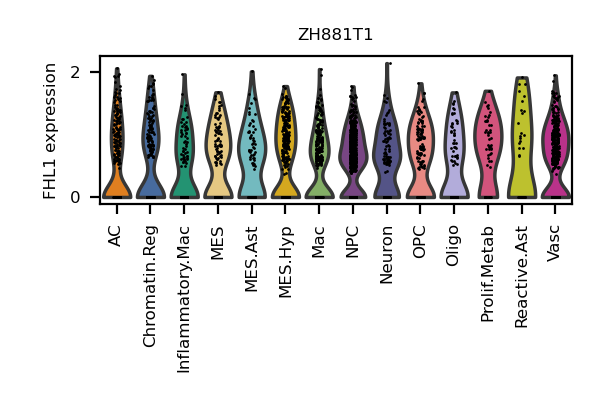 ZH881T1
FHL1 expression
2
0
AC
Chromatin.Reg
Inflammatory.Mac
MES
MES.Ast
MES.Hyp
Mac
NPC
Neuron
OPC
Oligo
Prolif.Metab
Reactive.Ast
Vasc